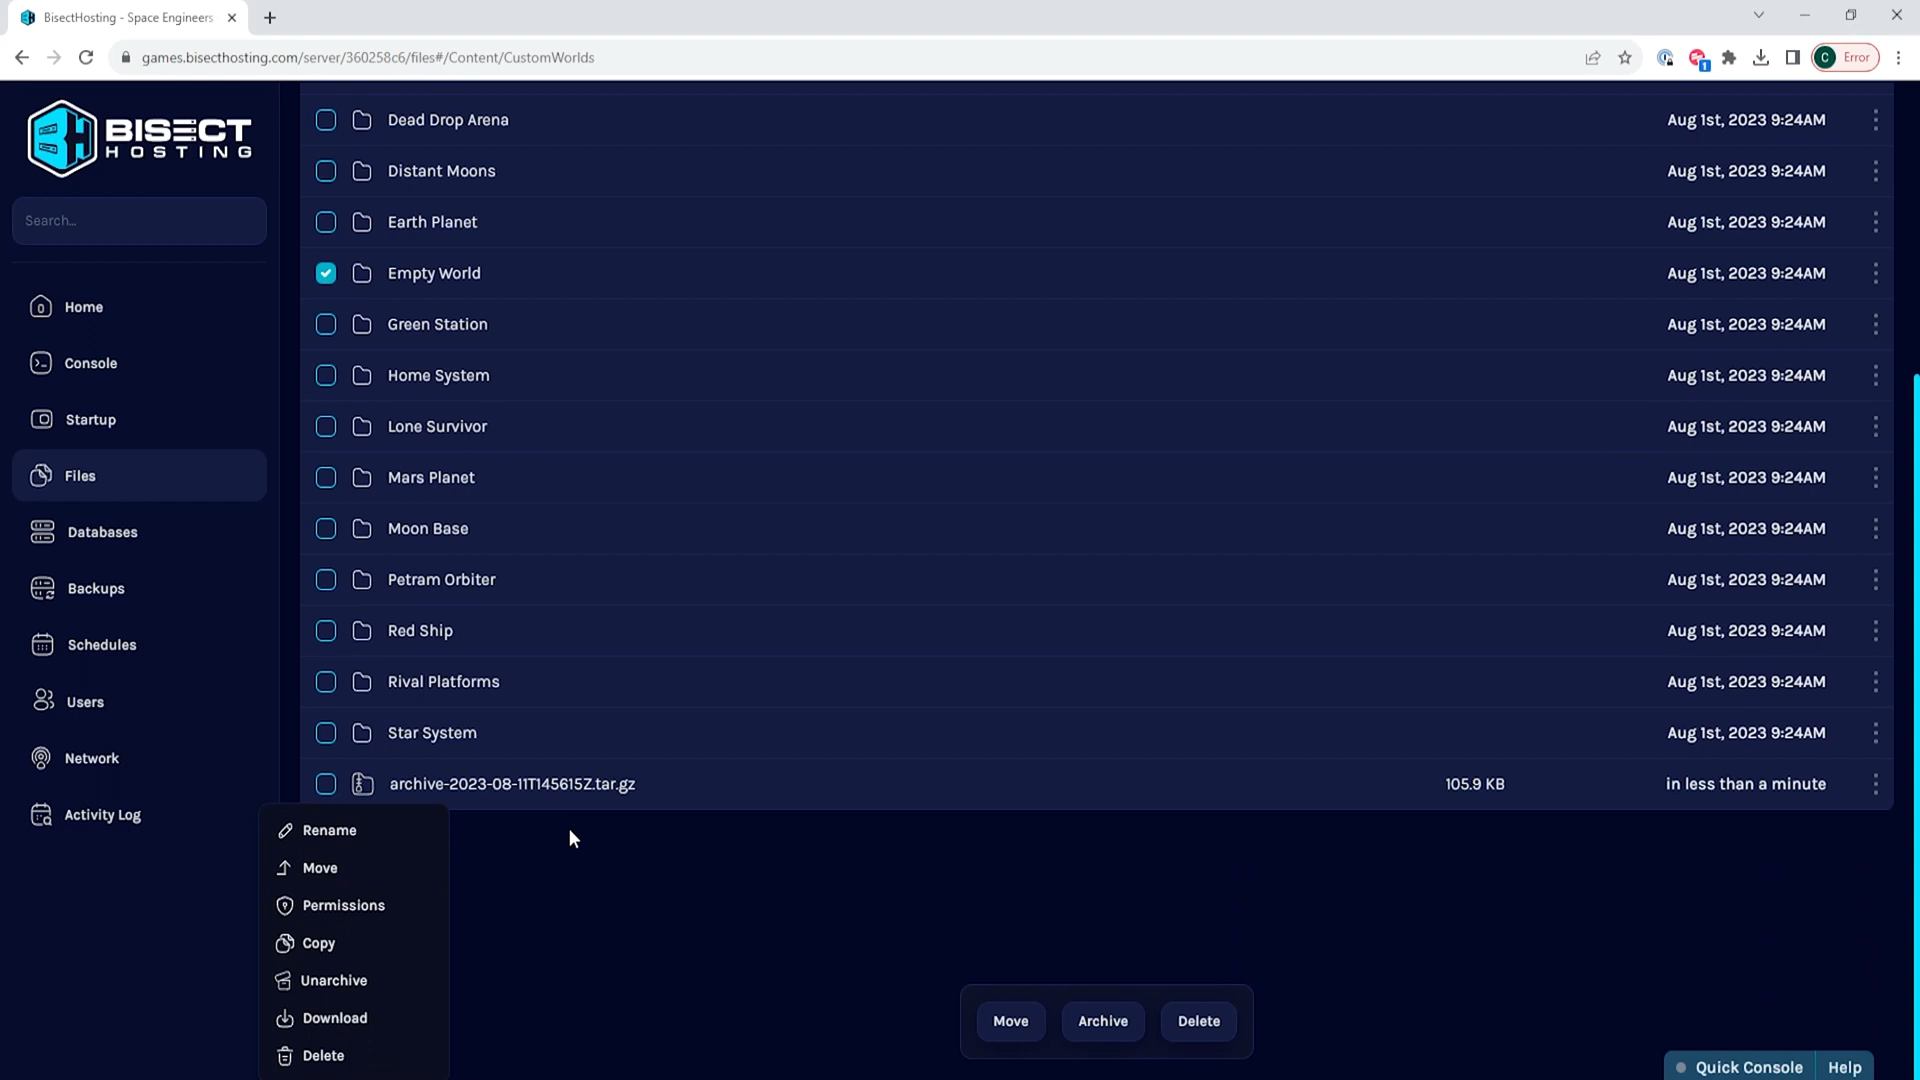 BisectHosting - Space Engineers
games.bisecthosting.com/server/360258c6/files#/Content/CustomWorlds
1
C Error
BISECT
HOSTING
Search...
Home
Console
Startup
Files
Databases
Backups
Schedules
Users
Network
Activity Log
Dead Drop Arena Aug 1st, 2023 9:24AM
Distant Moons Aug 1st, 2023 9:24AM
Earth Planet Aug 1st, 2023 9:24AM
Empty World Aug 1st, 2023 9:24AM
Green Station Aug 1st, 2023 9:24AM
Home System Aug 1st, 2023 9:24AM
Lone Survivor Aug 1st, 2023 9:24AM
Mars Planet Aug 1st, 2023 9:24AM
Moon Base Aug 1st, 2023 9:24AM
Petram Orbiter Aug 1st, 2023 9:24AM
Red Ship Aug 1st, 2023 9:24AM
Rival Platforms Aug 1st, 2023 9:24AM
Star System Aug 1st, 2023 9:24AM
archive-2023-08-11T145615Z.tar.gz 105.9 KB in less than a minute
Rename
Move
Permissions
Copy
Unarchive
Download
Delete
Move Archive Delete
Quick Console Help